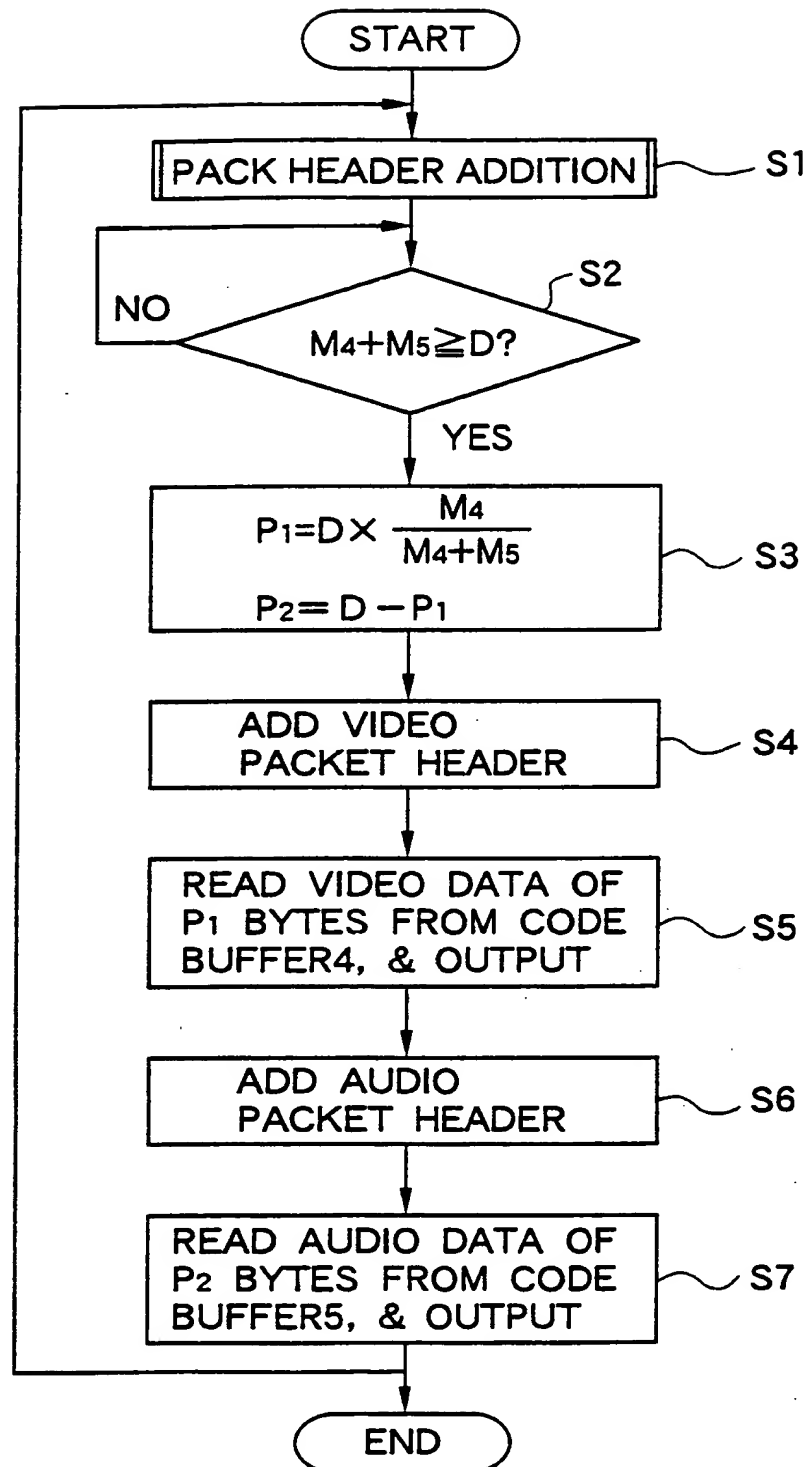 START
PACK HEADER ADDITION
S1
S2
NO
M4+M5≧D?
YES
P1=D× M4
M4+M5
P2=D-P1
S3
ADD VIDEO
PACKET HEADER
S4
READ VIDEO DATA OF
P1 BYTES FROM CODE
BUFFER4, & OUTPUT
S5
ADD AUDIO
PACKET HEADER
S6
READ AUDIO DATA OF
P2 BYTES FROM CODE
BUFFER5, & OUTPUT
S7
END